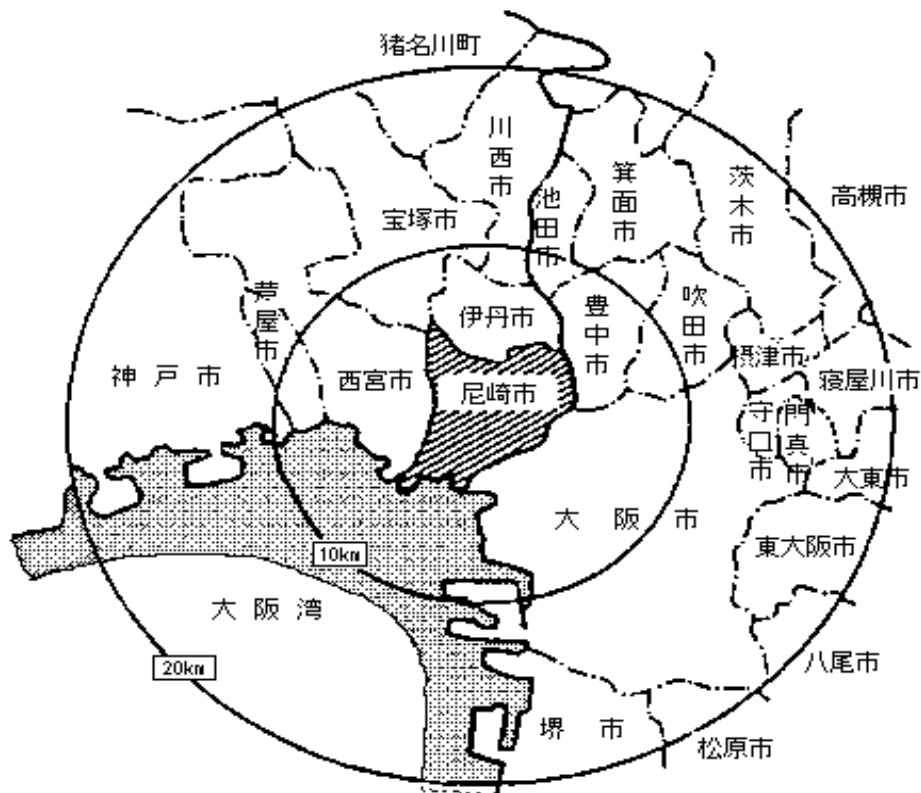 猪名川町
川西市
池田市
箕面市
茨木市
高槻市
宝塚市
芦屋市
伊丹市
豊中市
吹田市
摂津市
神戸市
西宮市
尼崎市
寝屋川市
守口市
門真市
大東市
大阪市
10km
東大阪市
大阪湾
20km
八尾市
堺市
松原市